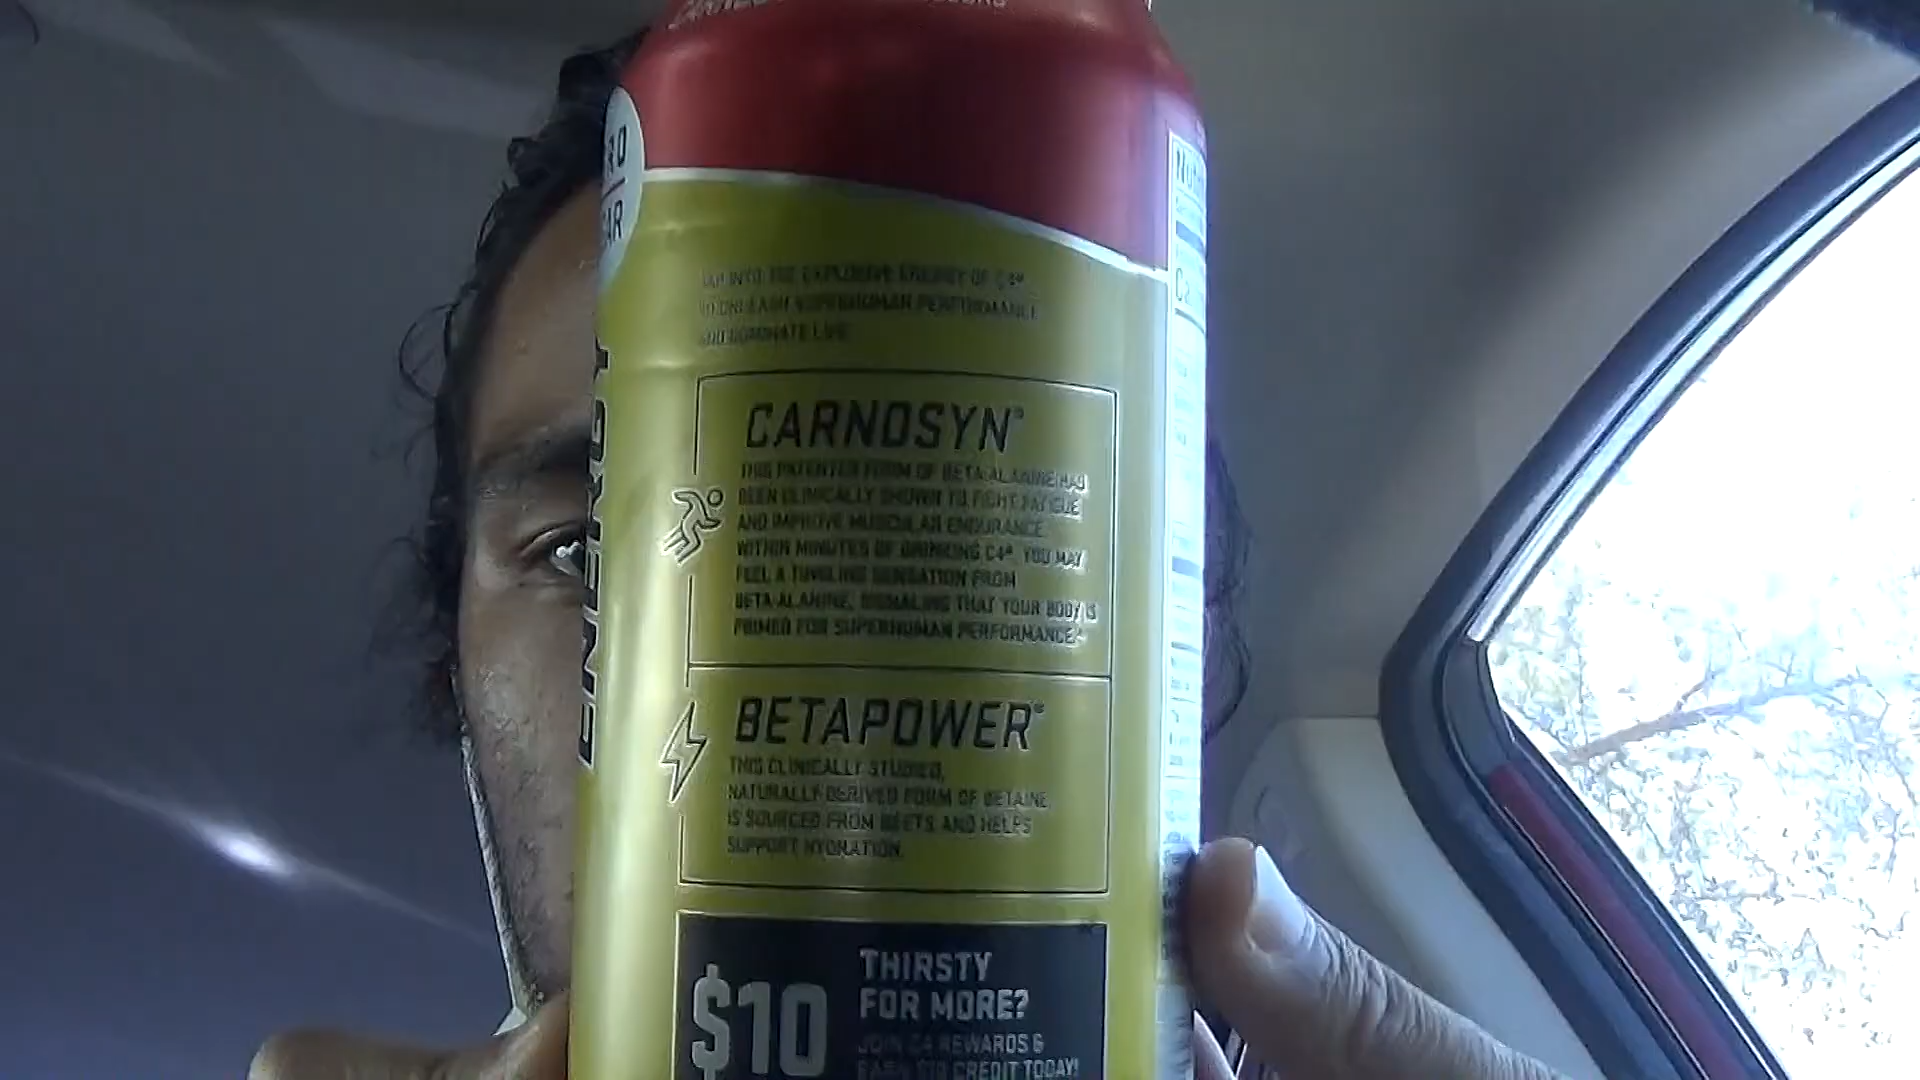 ENERGY
TAP INTO THE EXPLOSIVE ENERGY OF C4®
TO UNLEASH SUPERHUMAN PERFORMANCE
AND DOMINATE LIFE.
CARNOSYN®
THIS PATENTED FORM OF BETA-ALANINE HAS
BEEN CLINICALLY SHOWN TO FIGHT FATIGUE
AND IMPROVE MUSCULAR ENDURANCE.
WITHIN MINUTES OF DRINKING C4®, YOU MAY
FEEL A TINGLING SENSATION FROM
BETA-ALANINE, SIGNALING THAT YOUR BODY IS
PRIMED FOR SUPERHUMAN PERFORMANCE.
BETAPOWER®
THIS CLINICALLY STUDIED,
NATURALLY-DERIVED FORM OF BETAINE
IS SOURCED FROM BEETS AND HELPS
SUPPORT HYDRATION.
$10
THIRSTY
FOR MORE?
JOIN C4 REWARDS &
EARN $10 CREDIT TODAY!